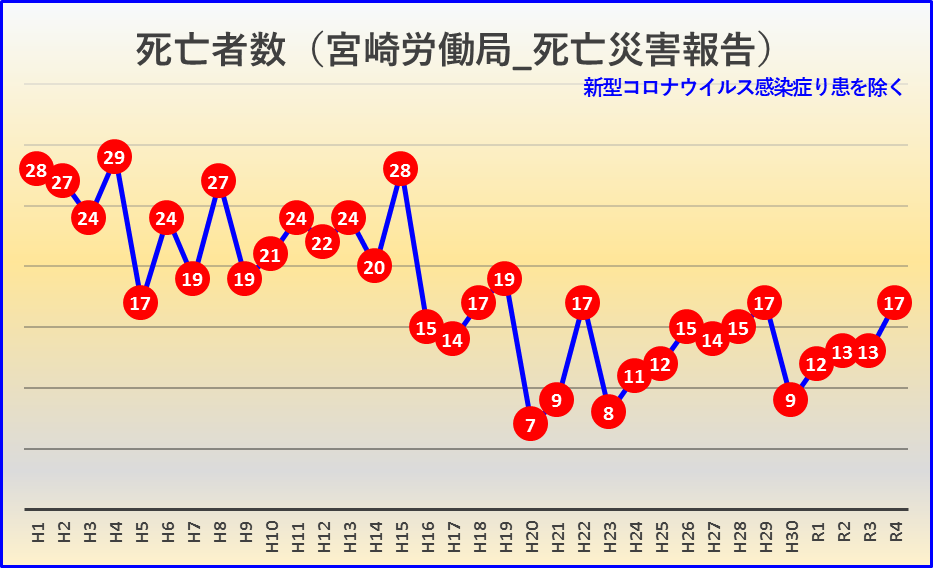 死亡者数（宮崎労働局_死亡災害報告）
新型コロナウイルス感染症り患を除く
28 27 24 29 17 24 19 27 19 21 24 22 24 20 28 15 14 17 19 7 9 17 8 11 12 15 14 15 17 9 12 13 13 17
H1 H2 H3 H4 H5 H6 H7 H8 H9 H10 H11 H12 H13 H14 H15 H16 H17 H18 H19 H20 H21 H22 H23 H24 H25 H26 H27 H28 H29 H30 R1 R2 R3 R4